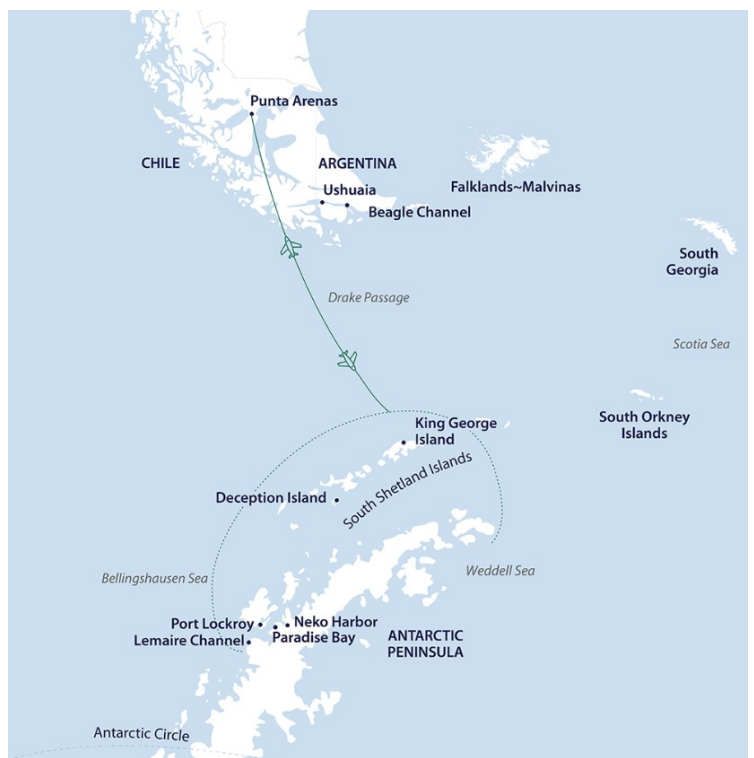 Punta Arenas
CHILE
ARGENTINA
Ushuaia
Falklands~Malvinas
Beagle Channel
South
Georgia
Drake Passage
Scotia Sea
King George
Island
South Orkney
Islands
South Shetland Islands
Deception Island
Bellingshausen Sea
Weddell Sea
Port Lockroy
Neko Harbor
Lemaire Channel
Paradise Bay
ANTARCTIC
PENINSULA
Antarctic Circle